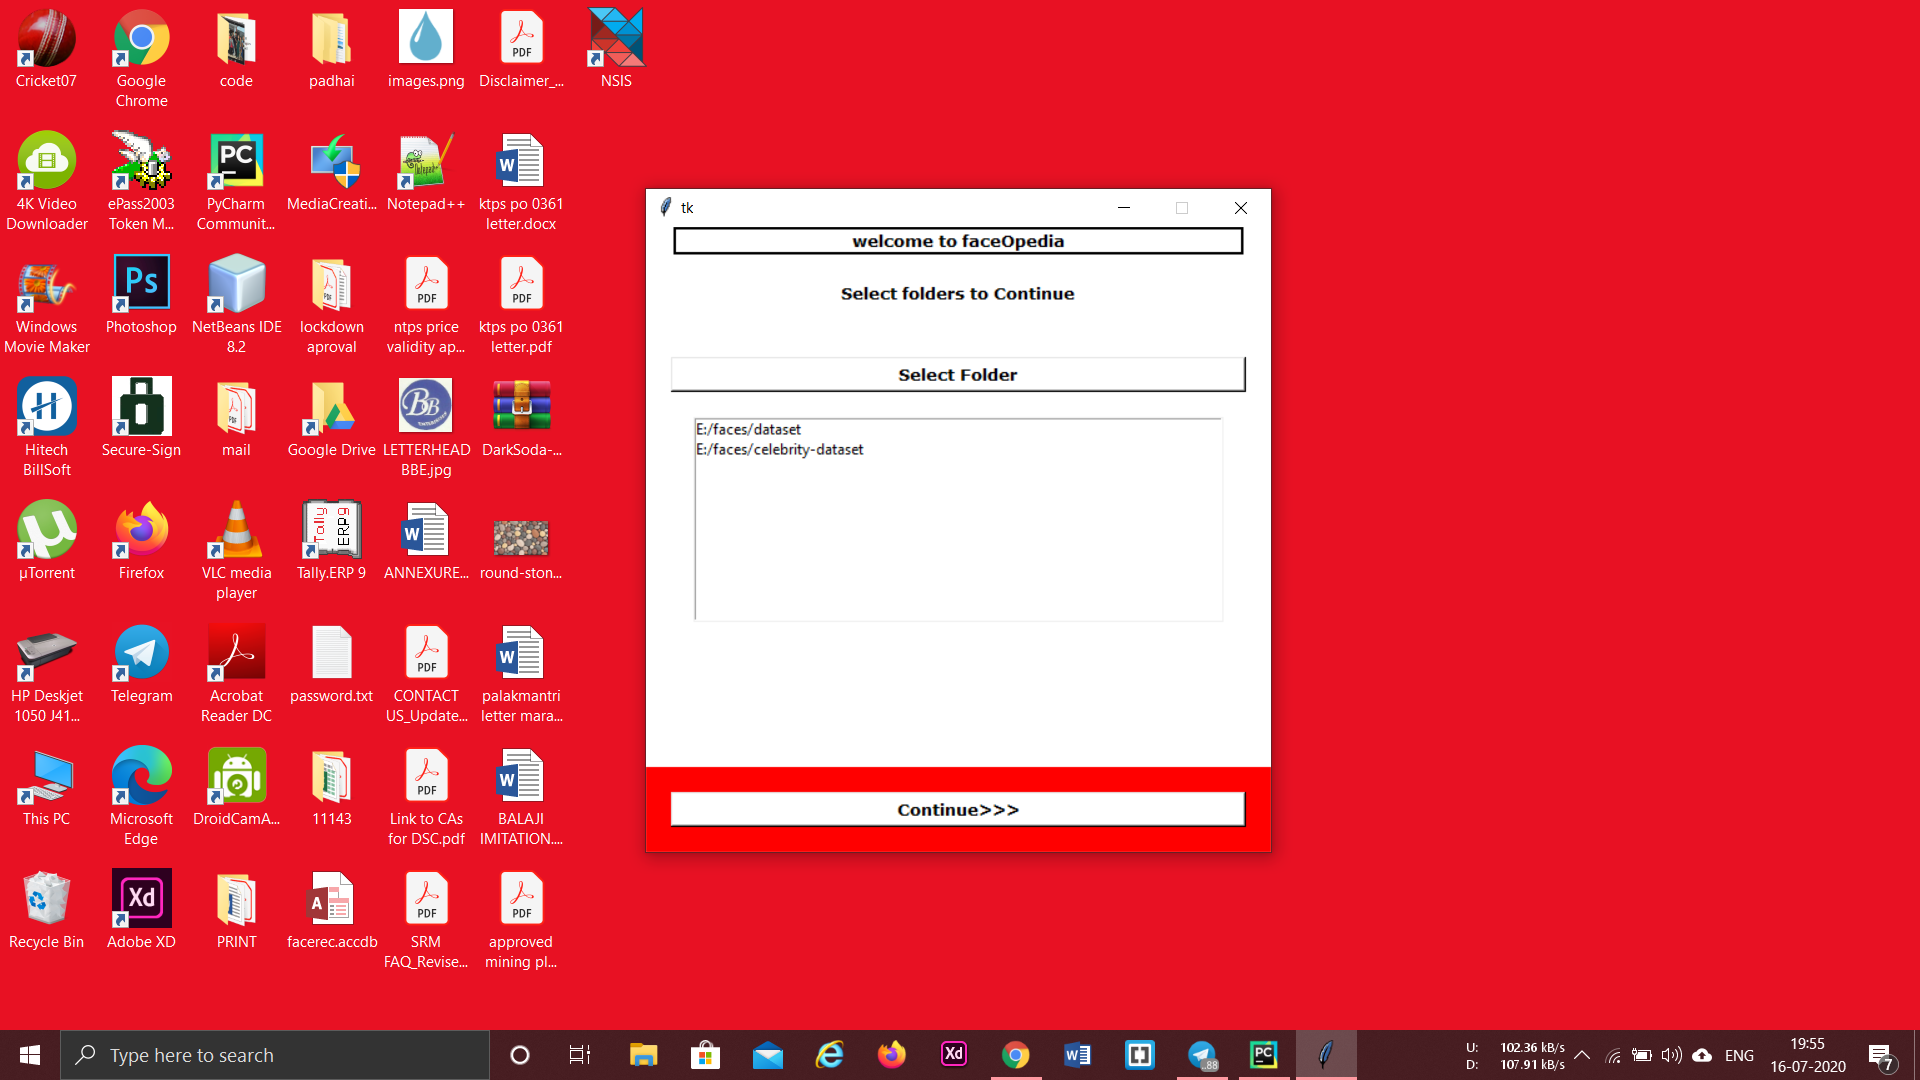 Cricket07
Google
Chrome
code
padhai
images.png
Disclaimer_...
NSIS
4K Video
Downloader
ePass2003
Token M...
PyCharm
Communit...
MediaCreati...
Notepad++
ktps po 0361
letter.docx
Windows
Movie Maker
Photoshop
NetBeans IDE
8.2
lockdown
aproval
ntps price
validity ap...
ktps po 0361
letter.pdf
Hitech
BillSoft
Secure-Sign
mail
Google Drive
LETTERHEAD
BBE.jpg
DarkSoda-...
µTorrent
Firefox
VLC media
player
Tally.ERP 9
ANNEXURE...
round-ston...
HP Deskjet
1050 J41...
Telegram
Acrobat
Reader DC
password.txt
CONTACT
US_Update...
palakmantri
letter mara...
This PC
Microsoft
Edge
DroidCamA...
11143
Link to CAs
for DSC.pdf
BALAJI
IMITATION....
Recycle Bin
Adobe XD
PRINT
facerec.accdb
SRM
FAQ_Revise...
approved
mining pl...
tk
welcome to faceOpedia
Select folders to Continue
Select Folder
E:/faces/dataset
E:/faces/celebrity-dataset
Continue>>>
Type here to search
U: 102.36 kB/s
D: 107.91 kB/s
ENG
19:55
16-07-2020
7